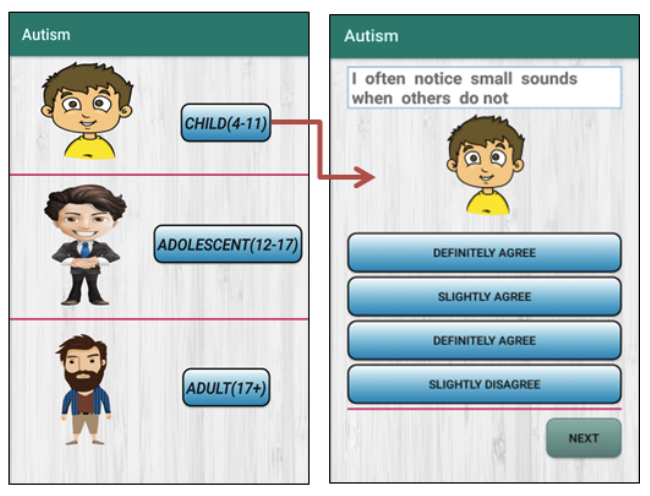 Autism
CHILD(4-11)
ADOLESCENT(12-17)
ADULT(17+)
Autism
I often notice small sounds
when others do not
DEFINITELY AGREE
SLIGHTLY AGREE
DEFINITELY AGREE
SLIGHTLY DISAGREE
NEXT